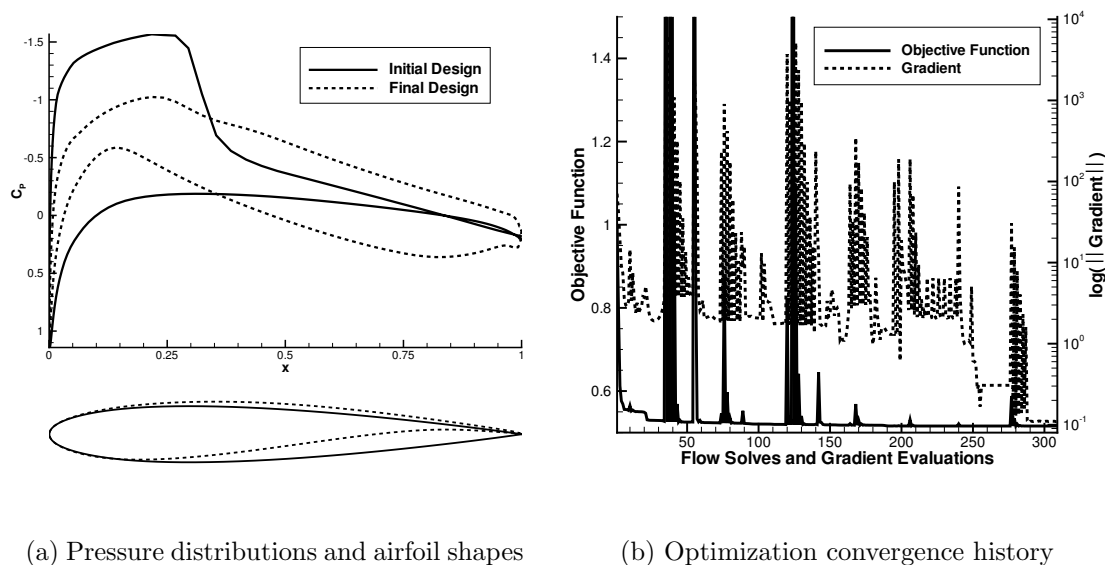 -1.5
-1
-0.5
0
0.5
1
C_P
Initial Design
Final Design
0
0.25
0.5
0.75
1
x
(a) Pressure distributions and airfoil shapes
1.4
1.2
1
0.8
0.6
Objective Function
Objective Function
Gradient
10^4
10^3
10^2
10^1
10^0
10^-1
log( || Gradient || )
50
100
150
200
250
300
Flow Solves and Gradient Evaluations
(b) Optimization convergence history